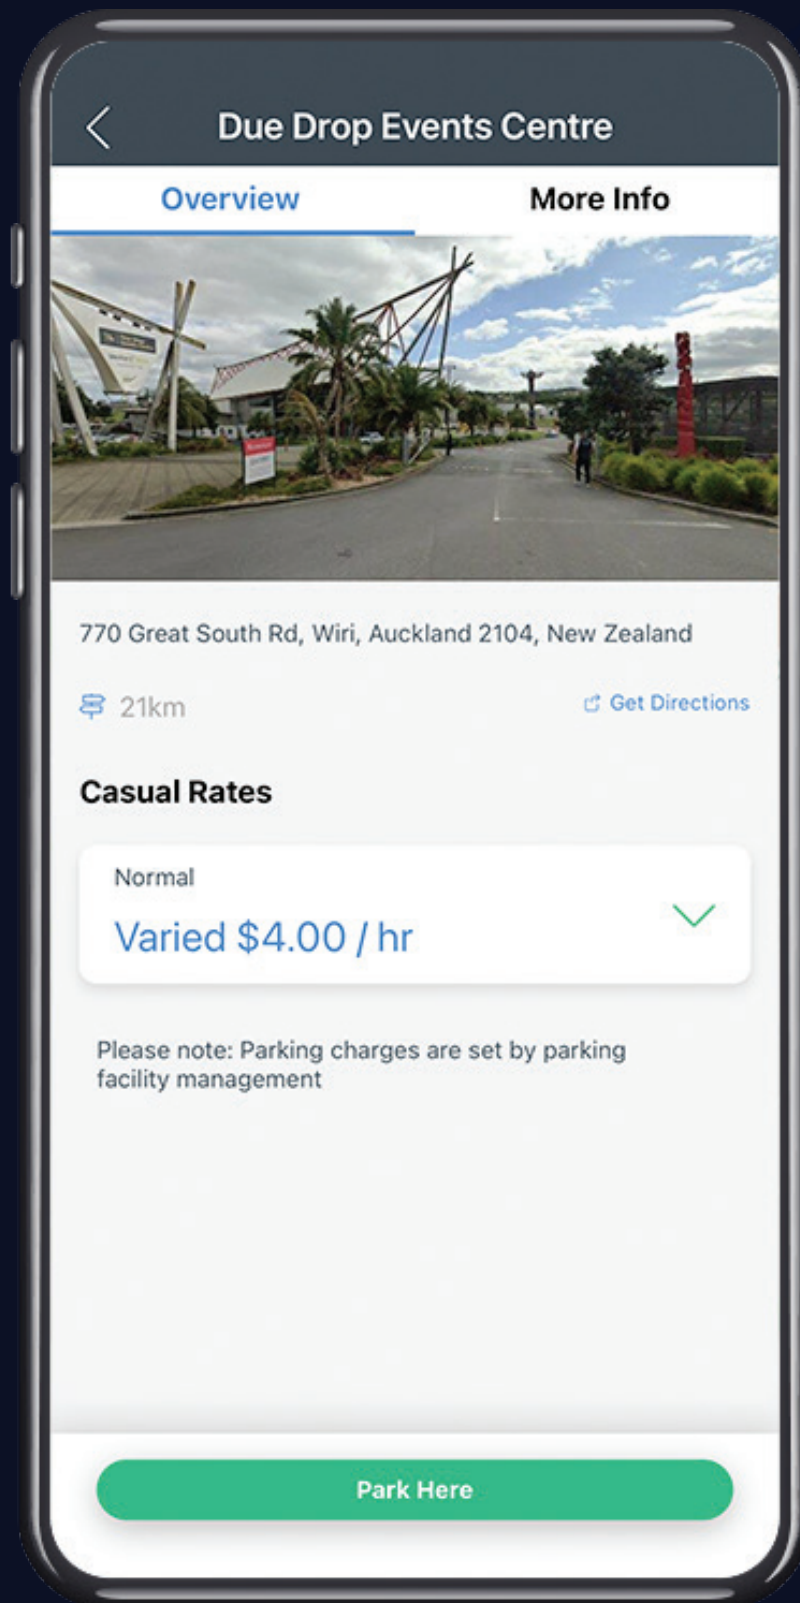 Due Drop Events Centre
Overview
More Info
770 Great South Rd, Wiri, Auckland 2104, New Zealand
21km
Get Directions
Casual Rates
Normal
Varied $4.00 / hr
Please note: Parking charges are set by parking
facility management
Park Here